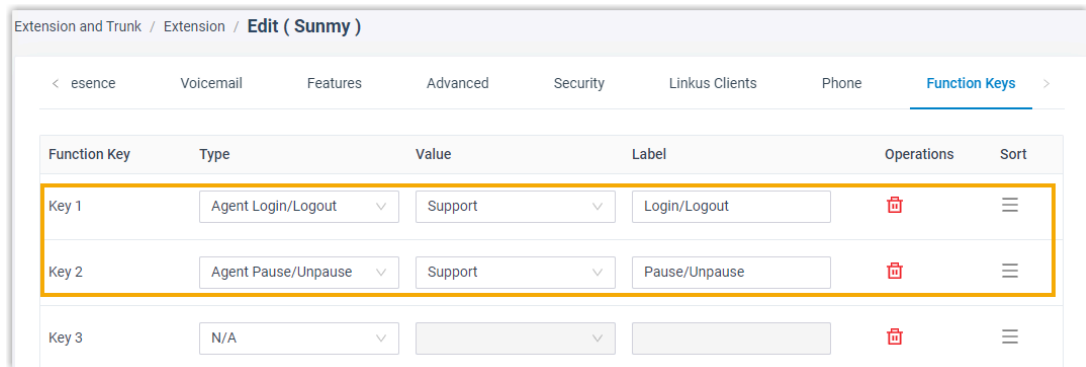 Extension and Trunk / Extension / Edit ( Sunmy )
< esence Voicemail Features Advanced Security Linkus Clients Phone Function Keys >
Function Key Type Value Label Operations Sort
Key 1 Agent Login/Logout Support Login/Logout
Key 2 Agent Pause/Unpause Support Pause/Unpause
Key 3 N/A